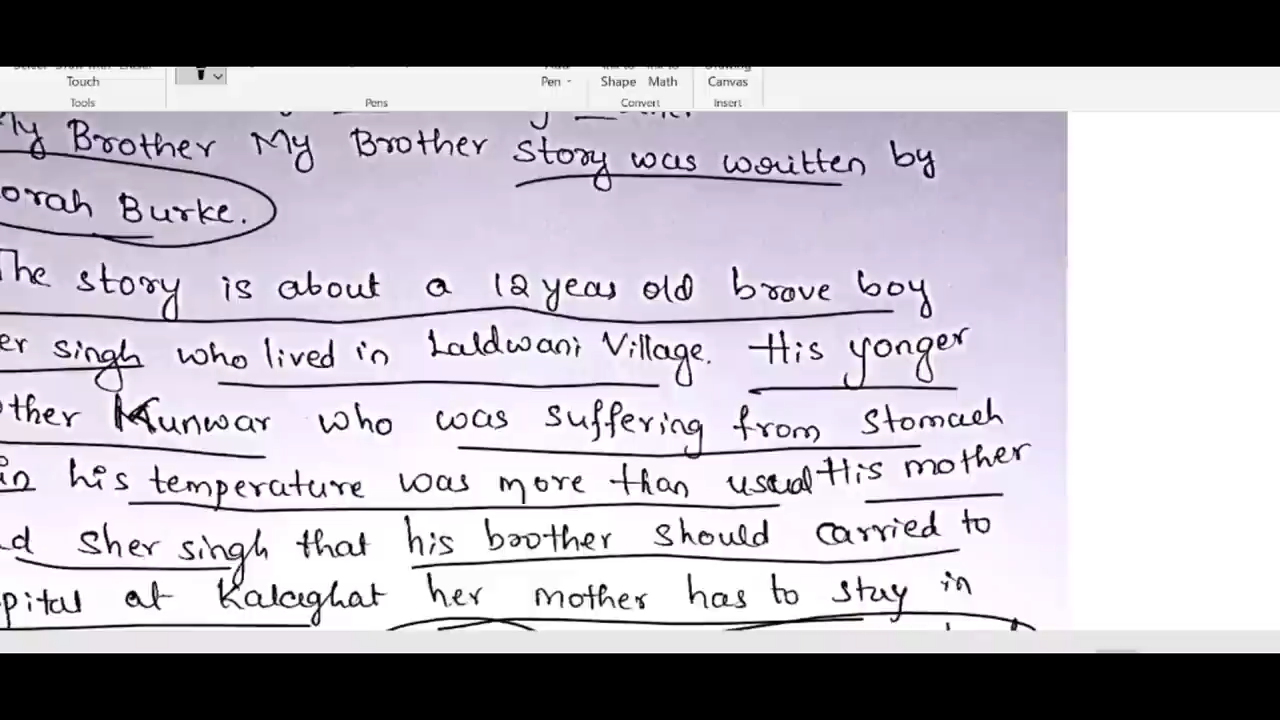 Touch
Pen
Shape Math
Canvas
Tools
Pens
Convert
Insert
My Brother My Brother story was written by
orah Burke.
The story is about a 12 years old brave boy
er singh who lived in Laldwani Village. His yonger
other Kunwar who was suffering from Stomach
in his temperature was more than usual His mother
d Sher singh that his brother should carried to
pital at Kalaghat her mother has to stay in